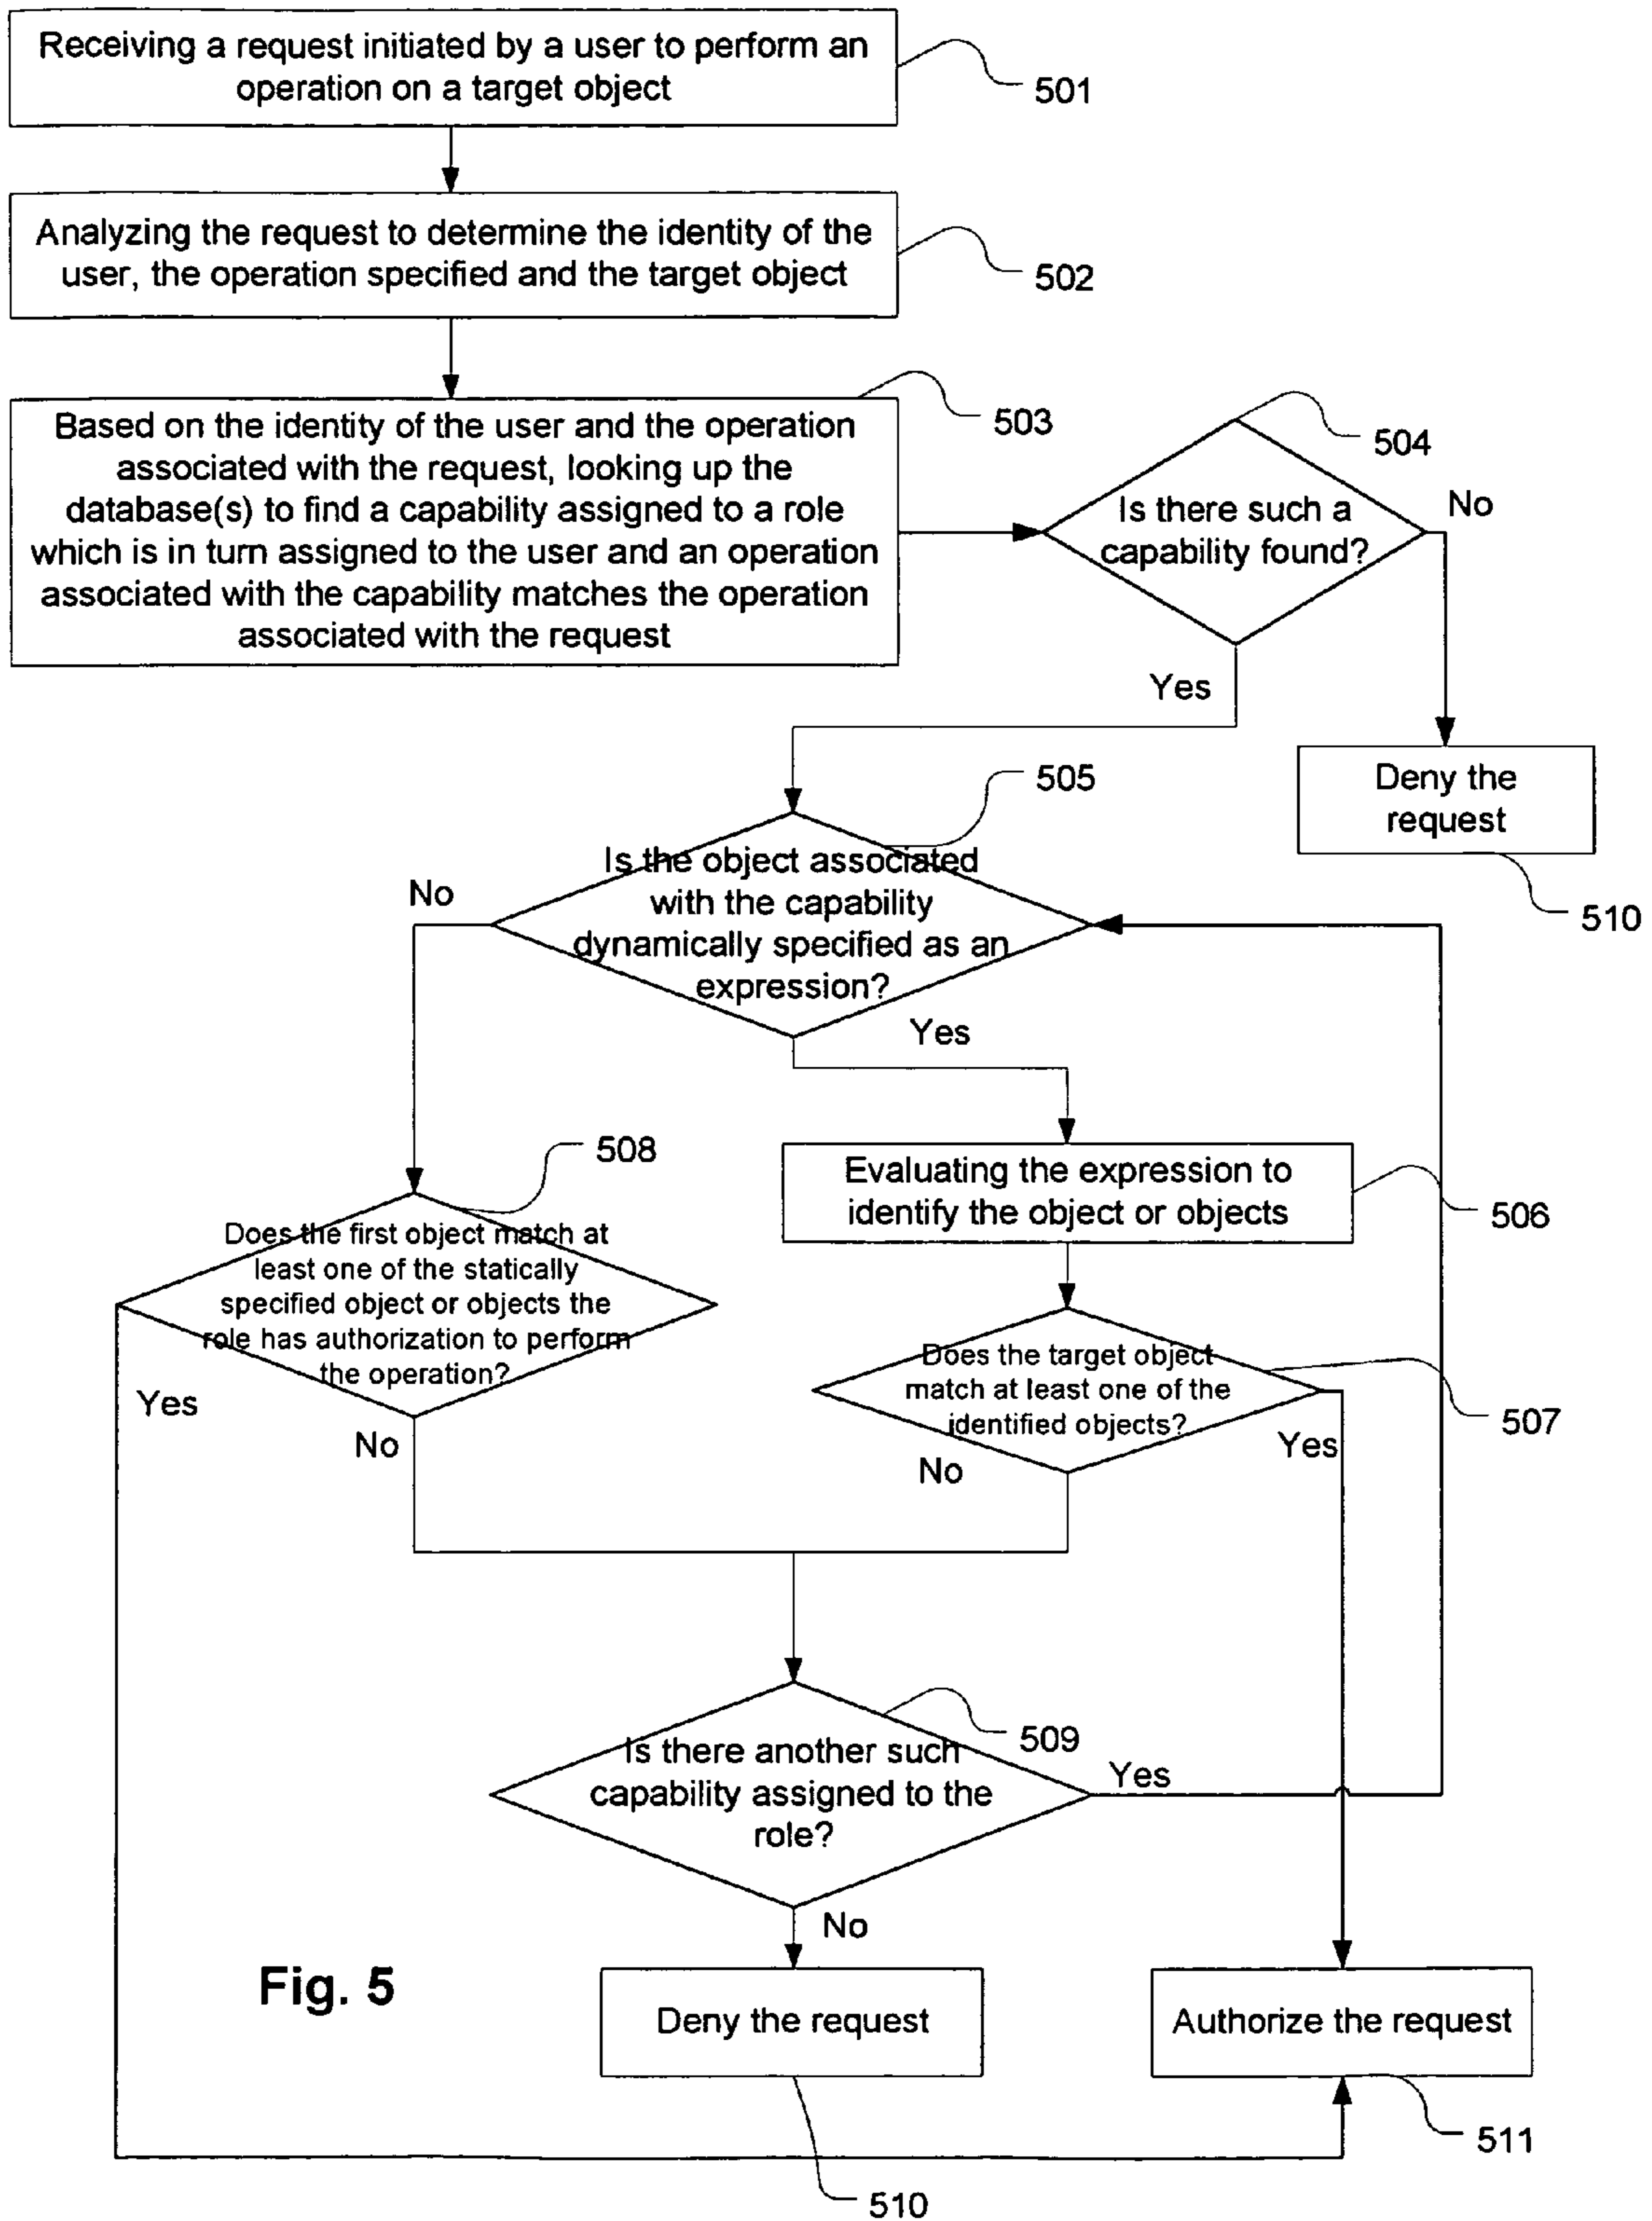 Receiving a request initiated by a user to perform an
operation on a target object
501
Analyzing the request to determine the identity of the
user, the operation specified and the target object
502
Based on the identity of the user and the operation
associated with the request, looking up the
database(s) to find a capability assigned to a role
which is in turn assigned to the user and an operation
associated with the capability matches the operation
associated with the request
503
504
Is there such a
capability found?
No
Yes
Deny the
request
510
505
Is the object associated
with the capability
dynamically specified as an
expression?
No
Yes
508
Does the first object match at
least one of the statically
specified object or objects the
role has authorization to perform
the operation?
Yes
No
Evaluating the expression to
identify the object or objects
506
Does the target object
match at least one of the
identified objects?
507
Yes
No
509
Is there another such
capability assigned to the
role?
Yes
No
Fig. 5
Deny the request
510
Authorize the request
511